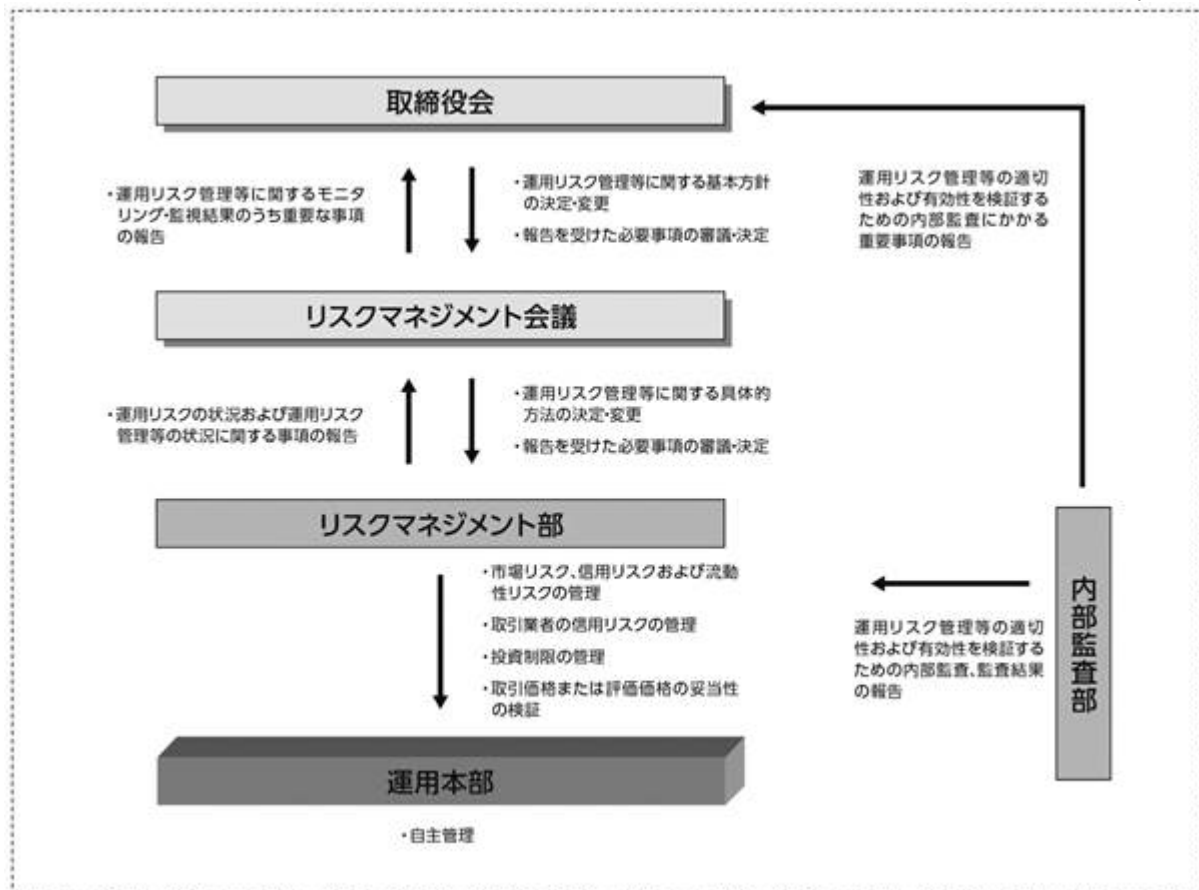 取締役会
・運用リスク管理等に関するモニタ
リング・監視結果のうち重要な事項
の報告
・運用リスク管理等に関する基本方針
の決定・変更
・報告を受けた必要事項の審議・決定
運用リスク管理等の適切
性および有効性を検証す
るための内部監査にかかる
重要事項の報告
リスクマネジメント会議
・運用リスクの状況および運用リスク
管理等の状況に関する事項の報告
・運用リスク管理等に関する具体的
方法の決定・変更
・報告を受けた必要事項の審議・決定
リスクマネジメント部
・市場リスク、信用リスクおよび流動
性リスクの管理
・取引業者の信用リスクの管理
・投資制限の管理
・取引価格または評価価格の妥当性
の検証
運用リスク管理等の適切
性および有効性を検証する
ための内部監査、監査結果
の報告
内部監査部
運用本部
・自主管理